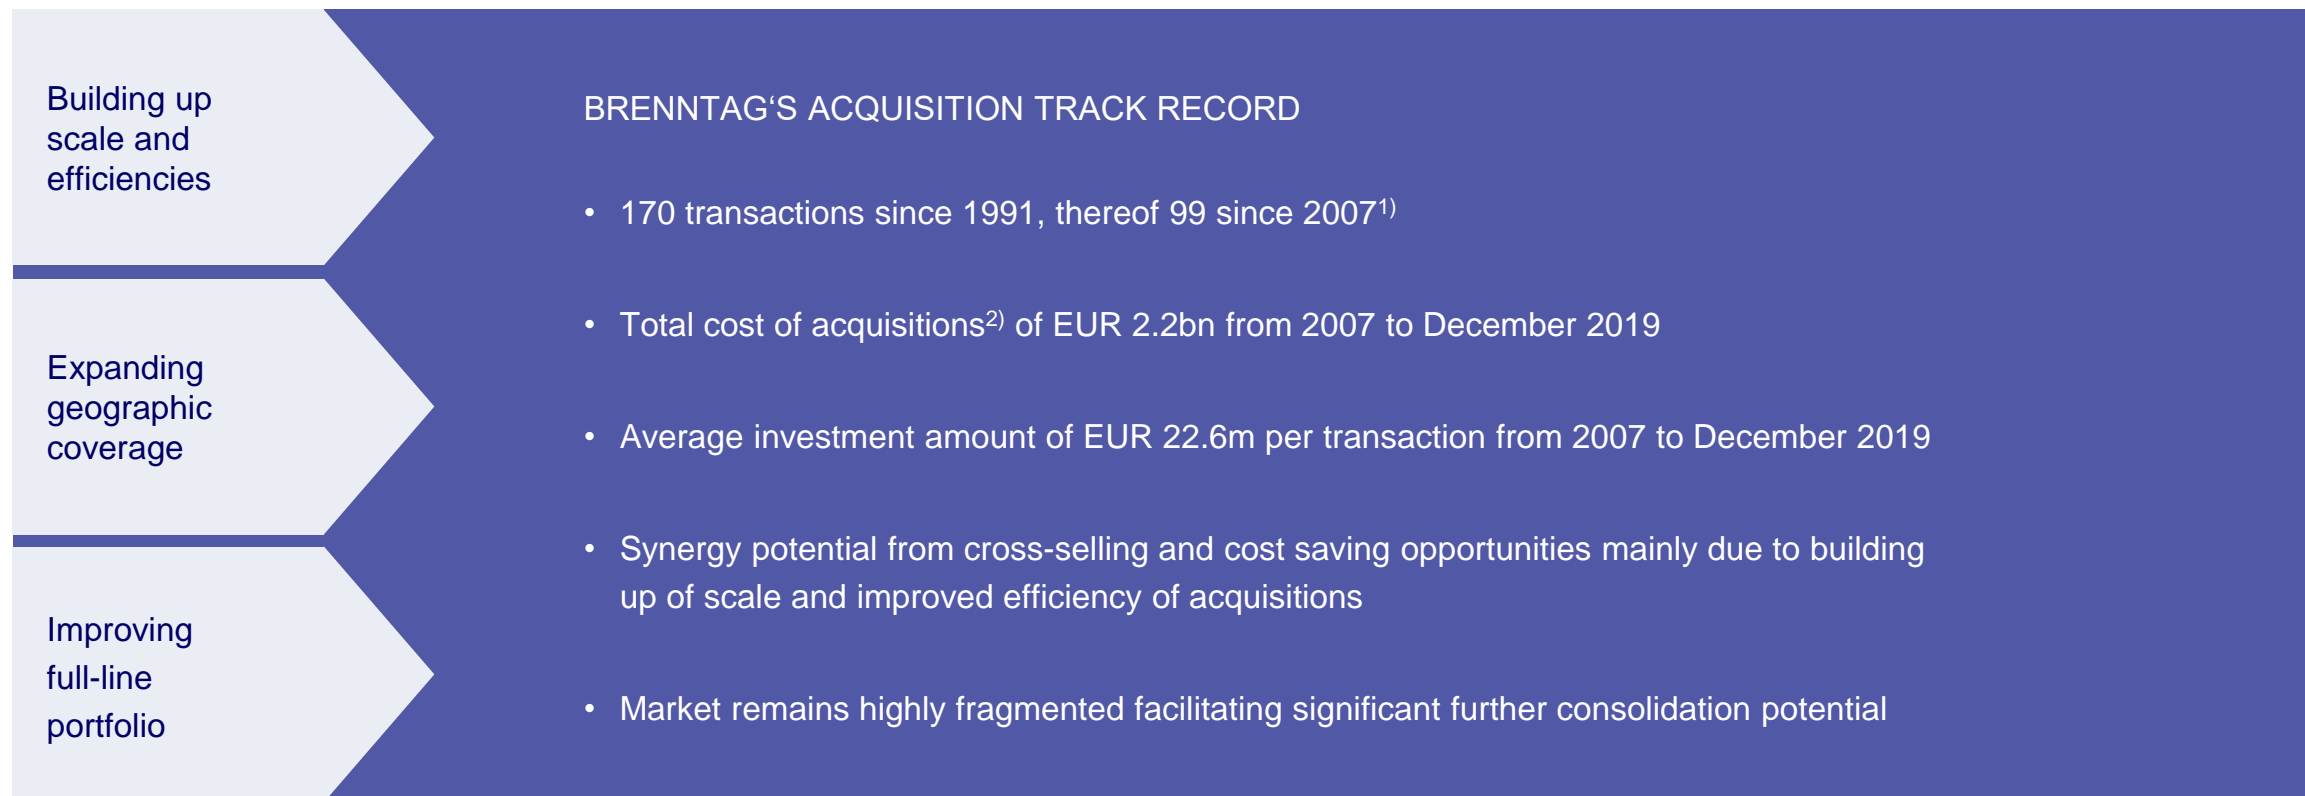 Building up
scale and
efficiencies
Expanding
geographic
coverage
Improving
full-line
portfolio
BRENNTAG‘S ACQUISITION TRACK RECORD
• 170 transactions since 1991, thereof 99 since 2007¹⁾
• Total cost of acquisitions²⁾ of EUR 2.2bn from 2007 to December 2019
• Average investment amount of EUR 22.6m per transaction from 2007 to December 2019
• Synergy potential from cross-selling and cost saving opportunities mainly due to building
up of scale and improved efficiency of acquisitions
• Market remains highly fragmented facilitating significant further consolidation potential